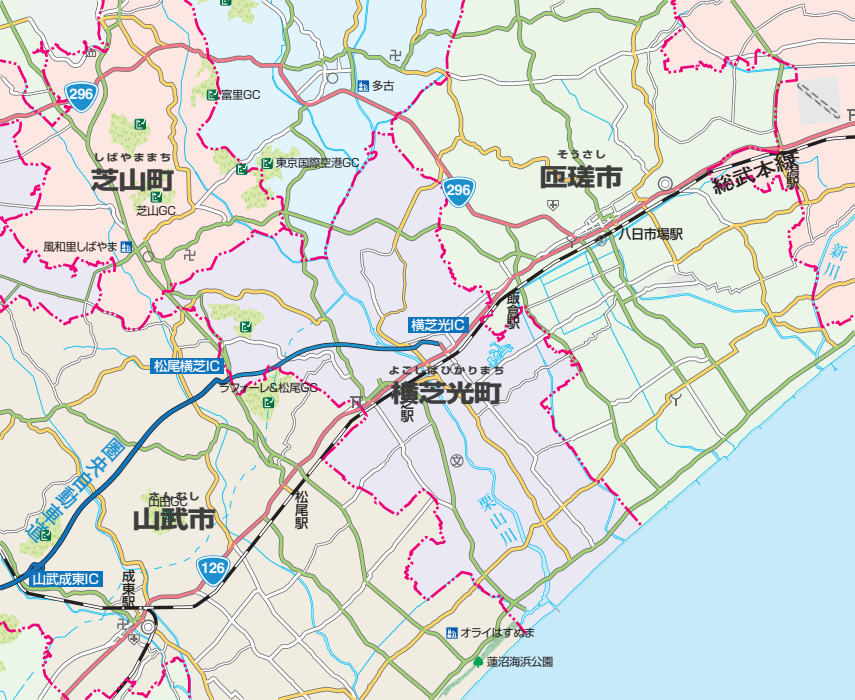 296
多古
富里GC
しばやままち
芝山町
東京国際空港GC
芝山GC
風和里しばやま
そうさし
匝瑳市
296
総武本線
八日市場駅
新川
飯倉駅
横芝光IC
松尾横芝IC
よこしばひかりまち
横芝光町
ラフォーレ&松尾GC
圏央自動車道
さんむし
山武市
松尾駅
栗山川
126
山武成東IC
成東駅
オライはすぬま
蓮沼海浜公園